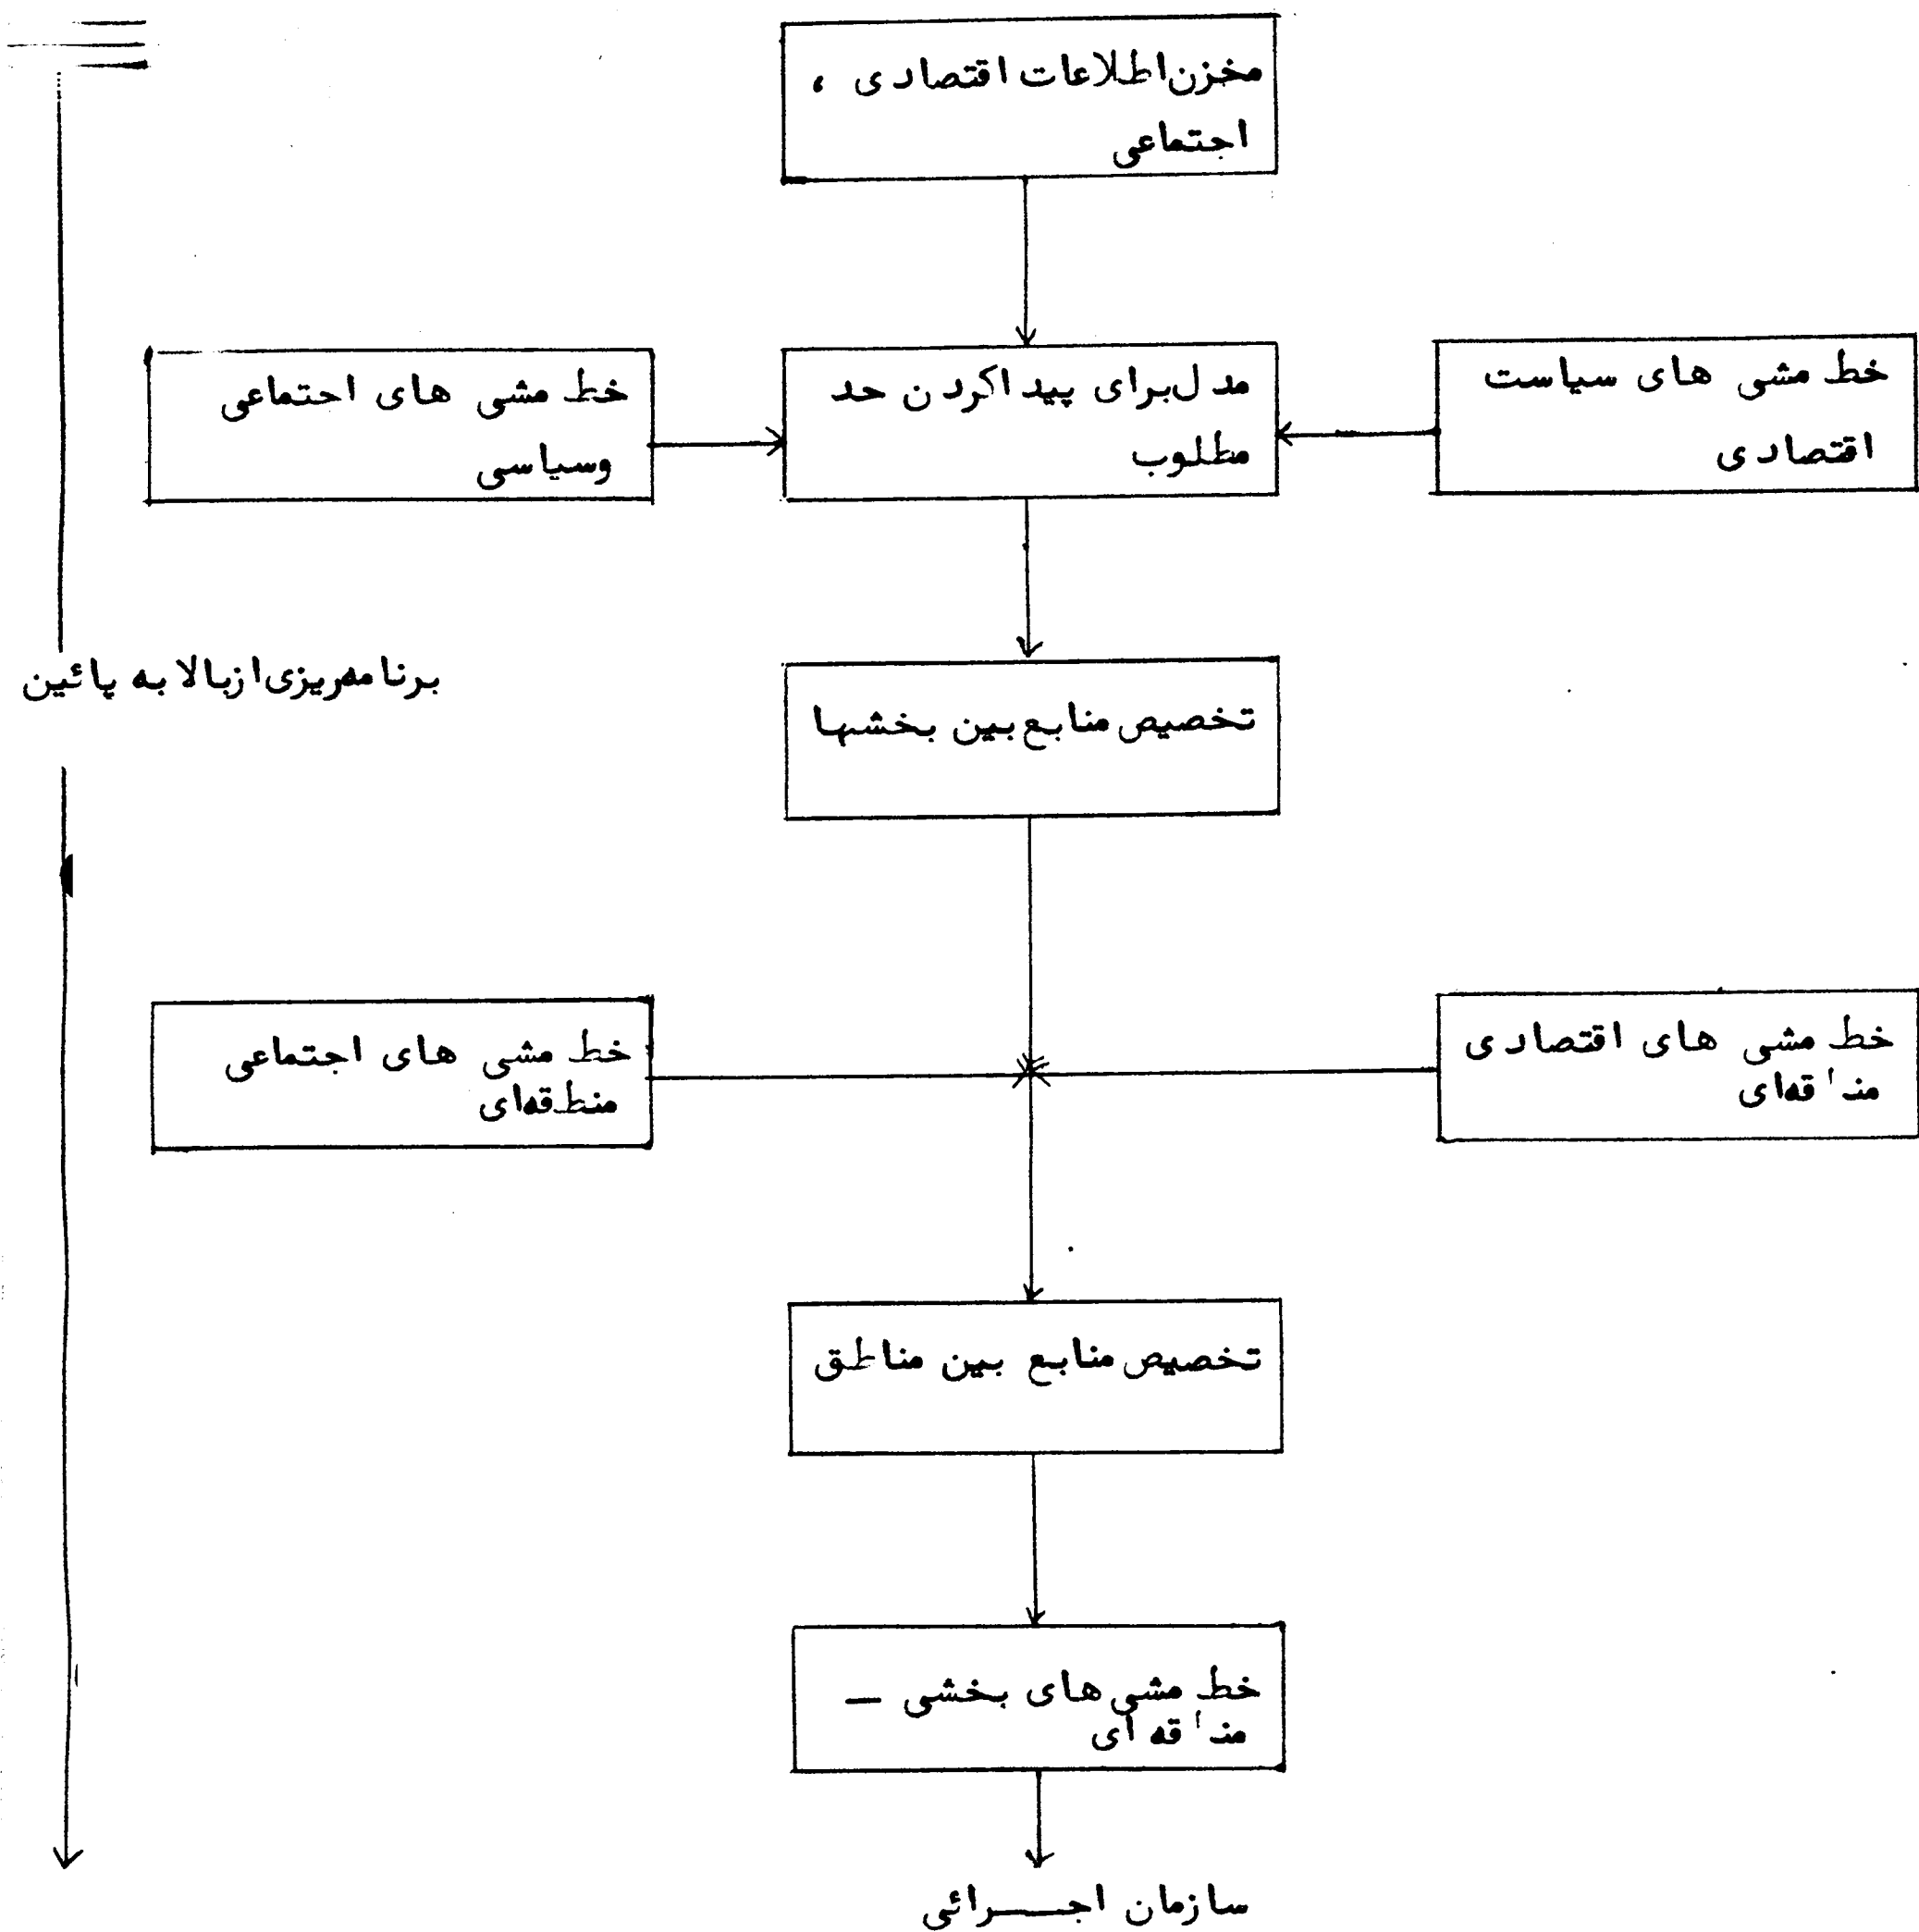 مخزن اطلاعات اقتصادی ،
اجتماعی
خط مشی های سیاست
اقتصادی
مدل برای پیدا کردن حد
مطلوب
خط مشی های اجتماعی
وسیاسی
برنامه‌ریزی از بالا به پائین
تخصیص منابع بین بخشها
خط مشی های اقتصادی
منطقه‌ای
خط مشی های اجتماعی
منطقه‌ای
تخصیص منابع بین مناطق
خط مشی‌های بخشی –
منطقه‌ای
سازمان اجـــرائی